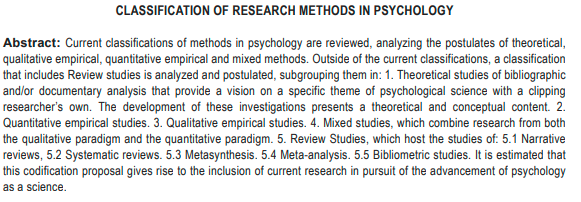 CLASSIFICATION OF RESEARCH METHODS IN PSYCHOLOGY
Abstract: Current classifications of methods in psychology are reviewed, analyzing the postulates of theoretical,
qualitative empirical, quantitative empirical and mixed methods. Outside of the current classifications, a classification
that includes Review studies is analyzed and postulated, subgrouping them in: 1. Theoretical studies of bibliographic
and/or documentary analysis that provide a vision on a specific theme of psychological science with a clipping
researcher's own. The development of these investigations presents a theoretical and conceptual content. 2.
Quantitative empirical studies. 3. Qualitative empirical studies. 4. Mixed studies, which combine research from both
the qualitative paradigm and the quantitative paradigm. 5. Review Studies, which host the studies of: 5.1 Narrative
reviews, 5.2 Systematic reviews. 5.3 Metasynthesis. 5.4 Meta-analysis. 5.5 Bibliometric studies. It is estimated that
this codification proposal gives rise to the inclusion of current research in pursuit of the advancement of psychology
as a science.